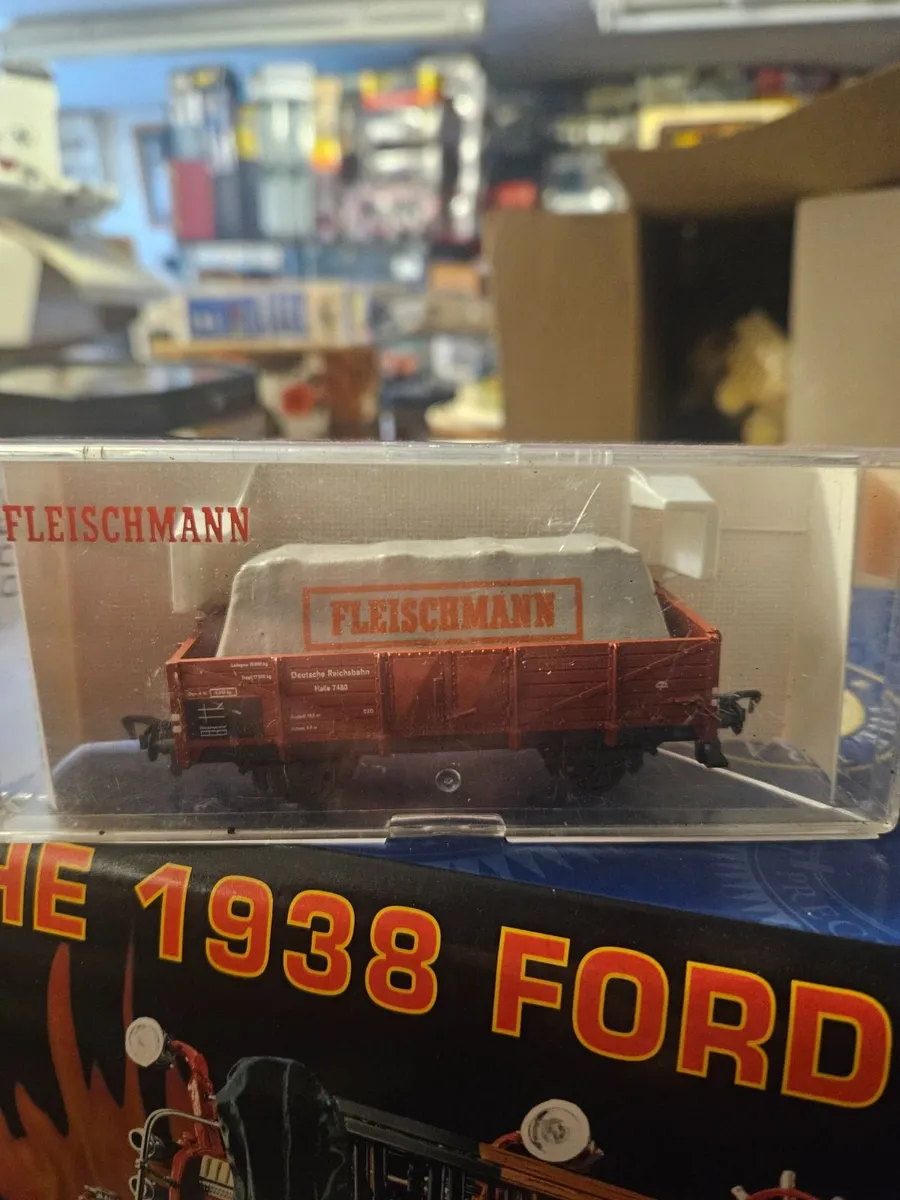 FLEISCHMANN
FLEISCHMANN
Deutsche Reichsbahn
Halle 7480
HE 1938 FORD